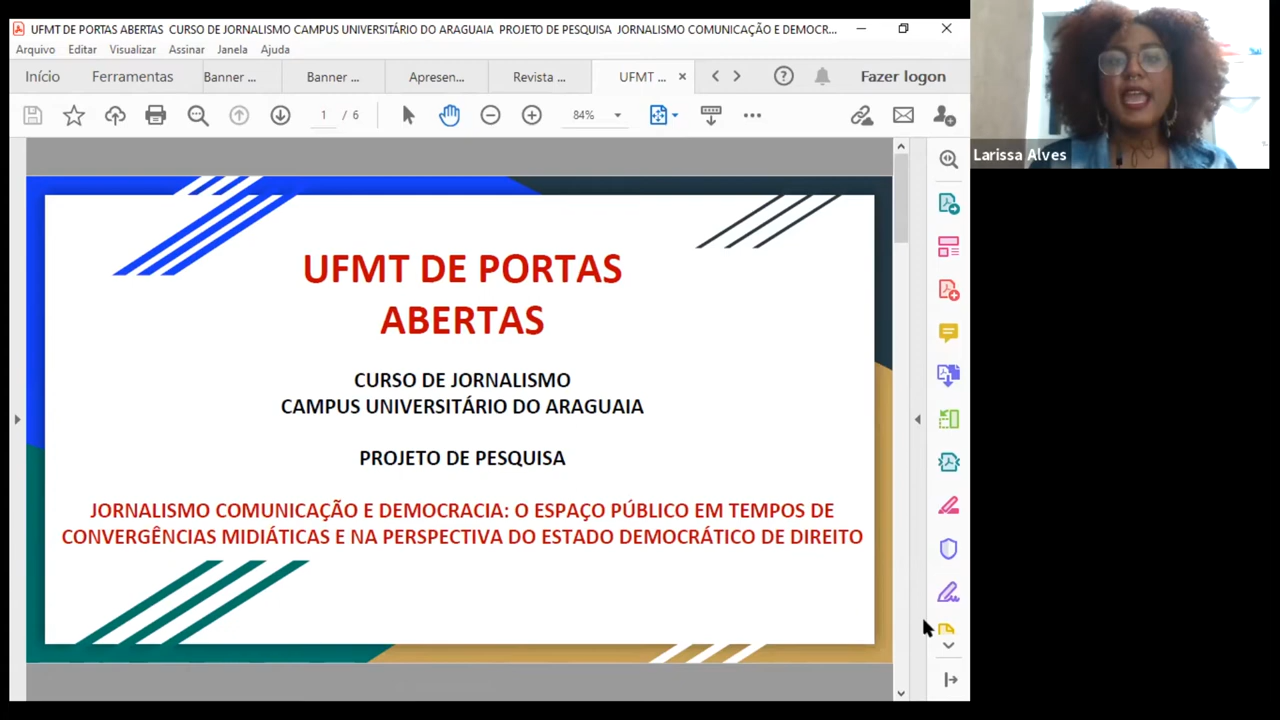 UFMT DE PORTAS ABERTAS CURSO DE JORNALISMO CAMPUS UNIVERSITÁRIO DO ARAGUAIA PROJETO DE PESQUISA JORNALISMO COMUNICAÇÃO E DEMOCR...
Arquivo Editar Visualizar Assinar Janela Ajuda
Início Ferramentas Banner ... Banner ... Apresen... Revista ... UFMT ... Fazer logon
1 / 6 84%
Larissa Alves
UFMT DE PORTAS
ABERTAS
CURSO DE JORNALISMO
CAMPUS UNIVERSITÁRIO DO ARAGUAIA
PROJETO DE PESQUISA
JORNALISMO COMUNICAÇÃO E DEMOCRACIA: O ESPAÇO PÚBLICO EM TEMPOS DE
CONVERGÊNCIAS MIDIÁTICAS E NA PERSPECTIVA DO ESTADO DEMOCRÁTICO DE DIREITO